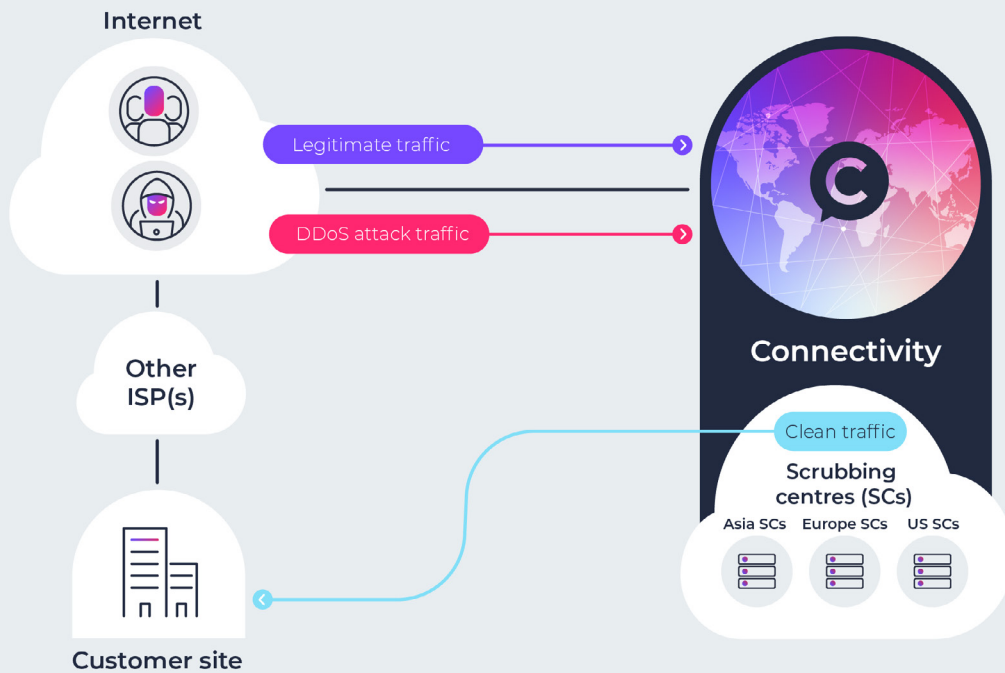 Internet
Legitimate traffic
DDoS attack traffic
Other
ISP(s)
Customer site
C
Connectivity
Clean traffic
Scrubbing
centres (SCs)
Asia SCs Europe SCs US SCs